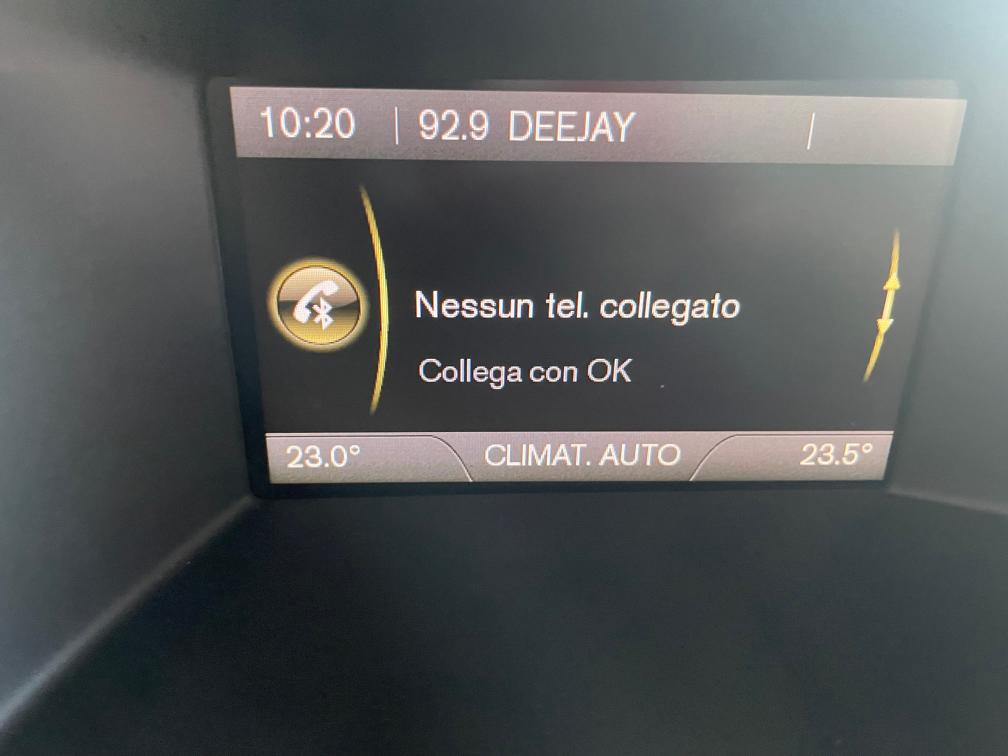 10:20 | 92.9 DEEJAY |
Nessun tel. collegato
Collega con OK
23.0° CLIMAT. AUTO 23.5°